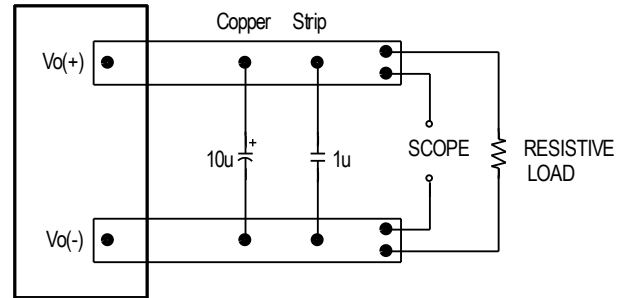 Copper Strip
Vo(+)
+
10u 1u SCOPE RESISTIVE
LOAD
Vo(-)